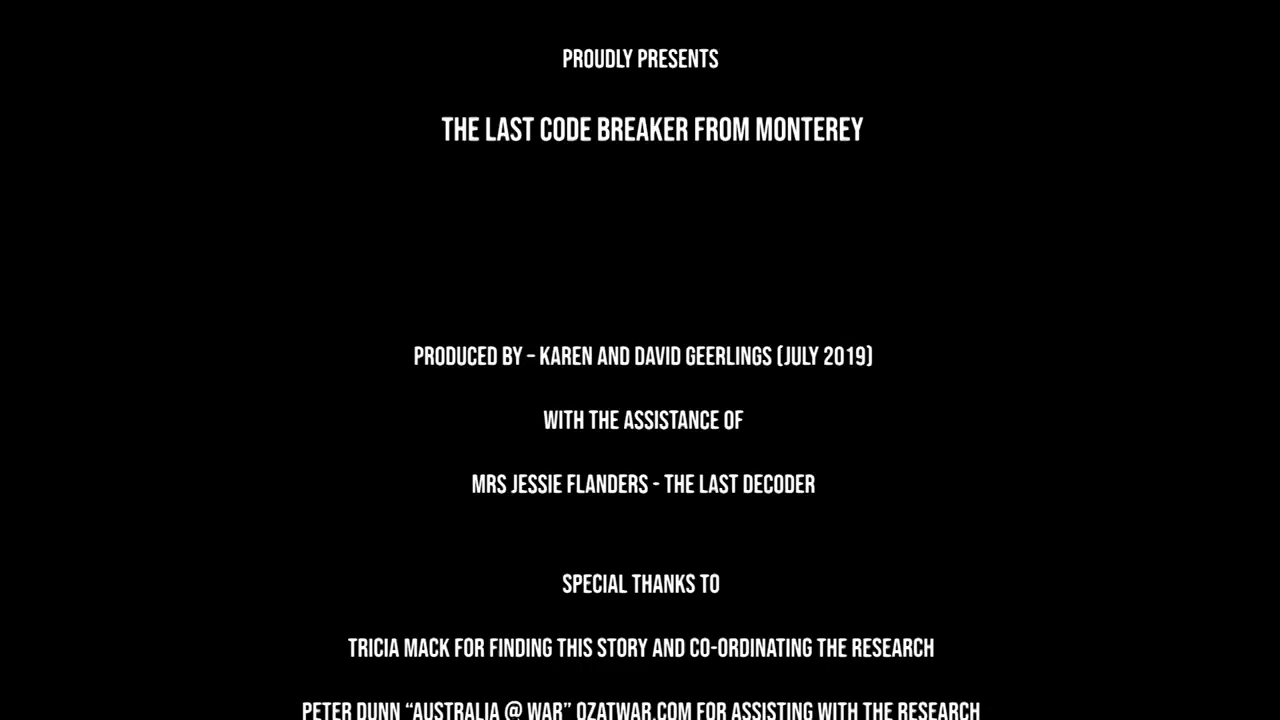 PROUDLY PRESENTS
THE LAST CODE BREAKER FROM MONTEREY
PRODUCED BY – KAREN AND DAVID GEERLINGS (JULY 2019)
WITH THE ASSISTANCE OF
MRS JESSIE FLANDERS - THE LAST DECODER
SPECIAL THANKS TO
TRICIA MACK FOR FINDING THIS STORY AND CO-ORDINATING THE RESEARCH
PETER DUNN “AUSTRALIA @ WAR” OZATWAR.COM FOR ASSISTING WITH THE RESEARCH